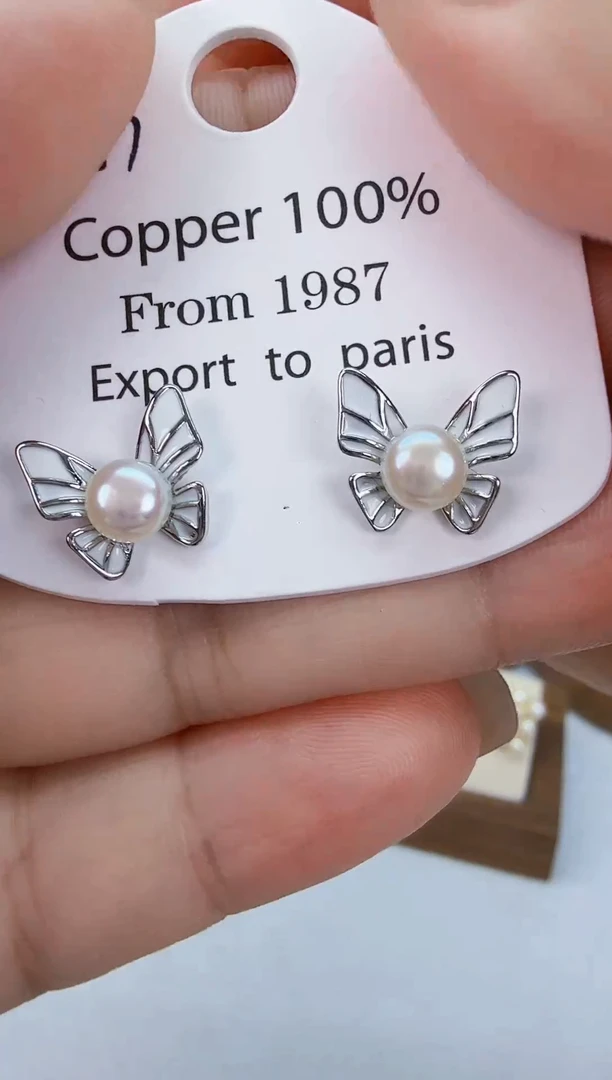 Copper 100%
From 1987
Export to paris